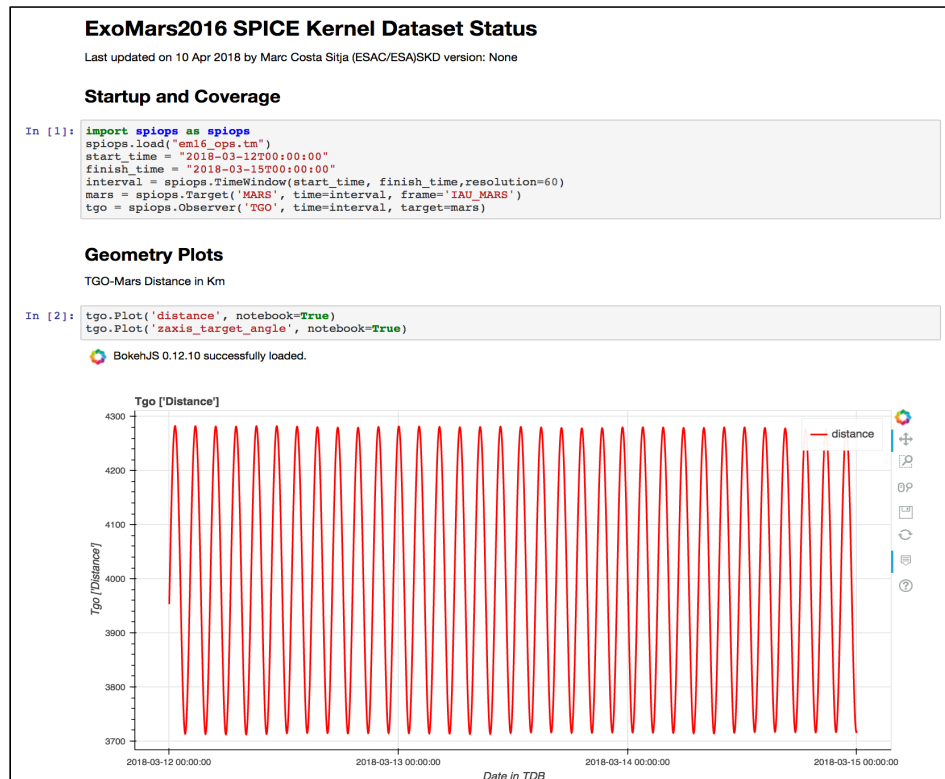 ExoMars2016 SPICE Kernel Dataset Status
Last updated on 10 Apr 2018 by Marc Costa Sitja (ESAC/ESA)SKD version: None
Startup and Coverage
In [1]: import spiops as spiops
spiops.load("em16_ops.tm")
start_time = "2018-03-12T00:00:00"
finish_time = "2018-03-15T00:00:00"
interval = spiops.TimeWindow(start_time, finish_time,resolution=60)
mars = spiops.Target('MARS', time=interval, frame='IAU_MARS')
tgo = spiops.Observer('TGO', time=interval, target=mars)
Geometry Plots
TGO-Mars Distance in Km
In [2]: tgo.Plot('distance', notebook=True)
tgo.Plot('zaxis_target_angle', notebook=True)
BokehJS 0.12.10 successfully loaded.
Tgo ['Distance']
4300
4200
4100
4000
3900
3800
3700
Tgo ['Distance']
distance
2018-03-12 00:00:00
2018-03-13 00:00:00
2018-03-14 00:00:00
2018-03-15 00:00:00
Date in TDB